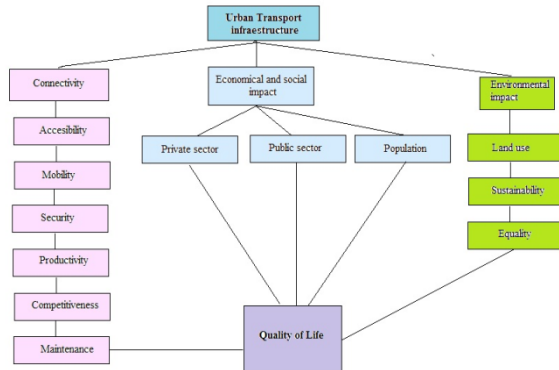 Urban Transport
infraestructure
Connectivity
Economical and social
impact
Environmental
impact
Accesibility
Private sector
Public sector
Population
Land use
Mobility
Sustainability
Security
Equality
Productivity
Competitiveness
Quality of Life
Maintenance